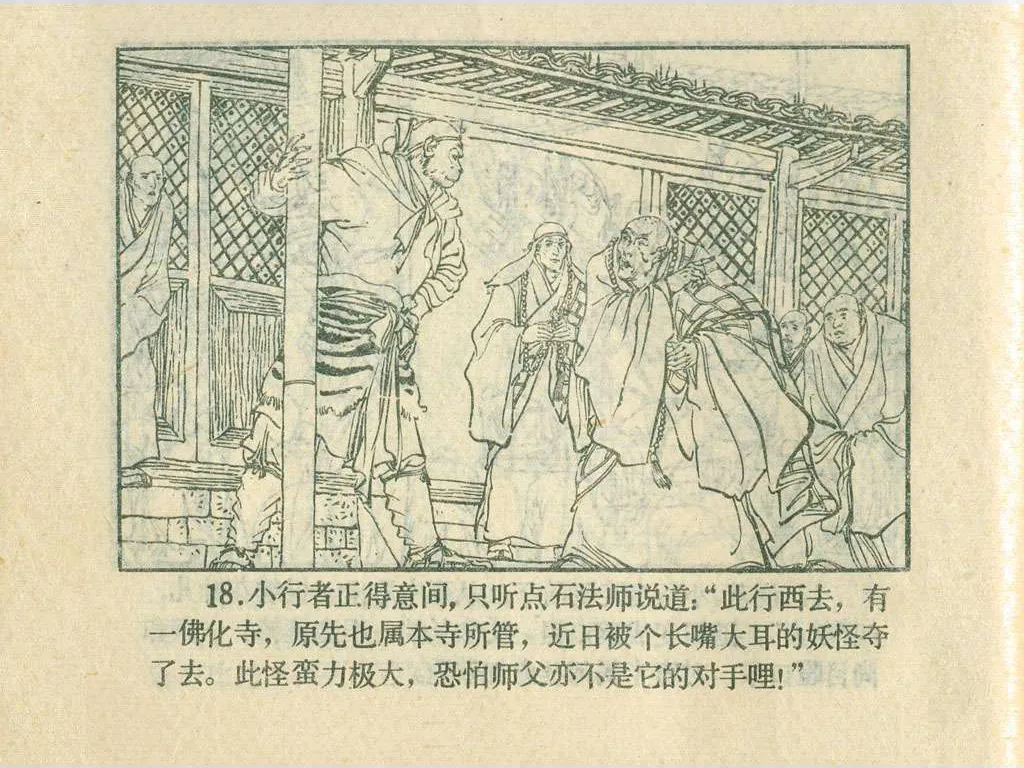 18.小行者正得意间，只听点石法师说道：“此行西去，有
一佛化寺，原先也属本寺所管，近日被个长嘴大耳的妖怪夺
了去。此怪蛮力极大，恐怕师父亦不是它的对手哩！”